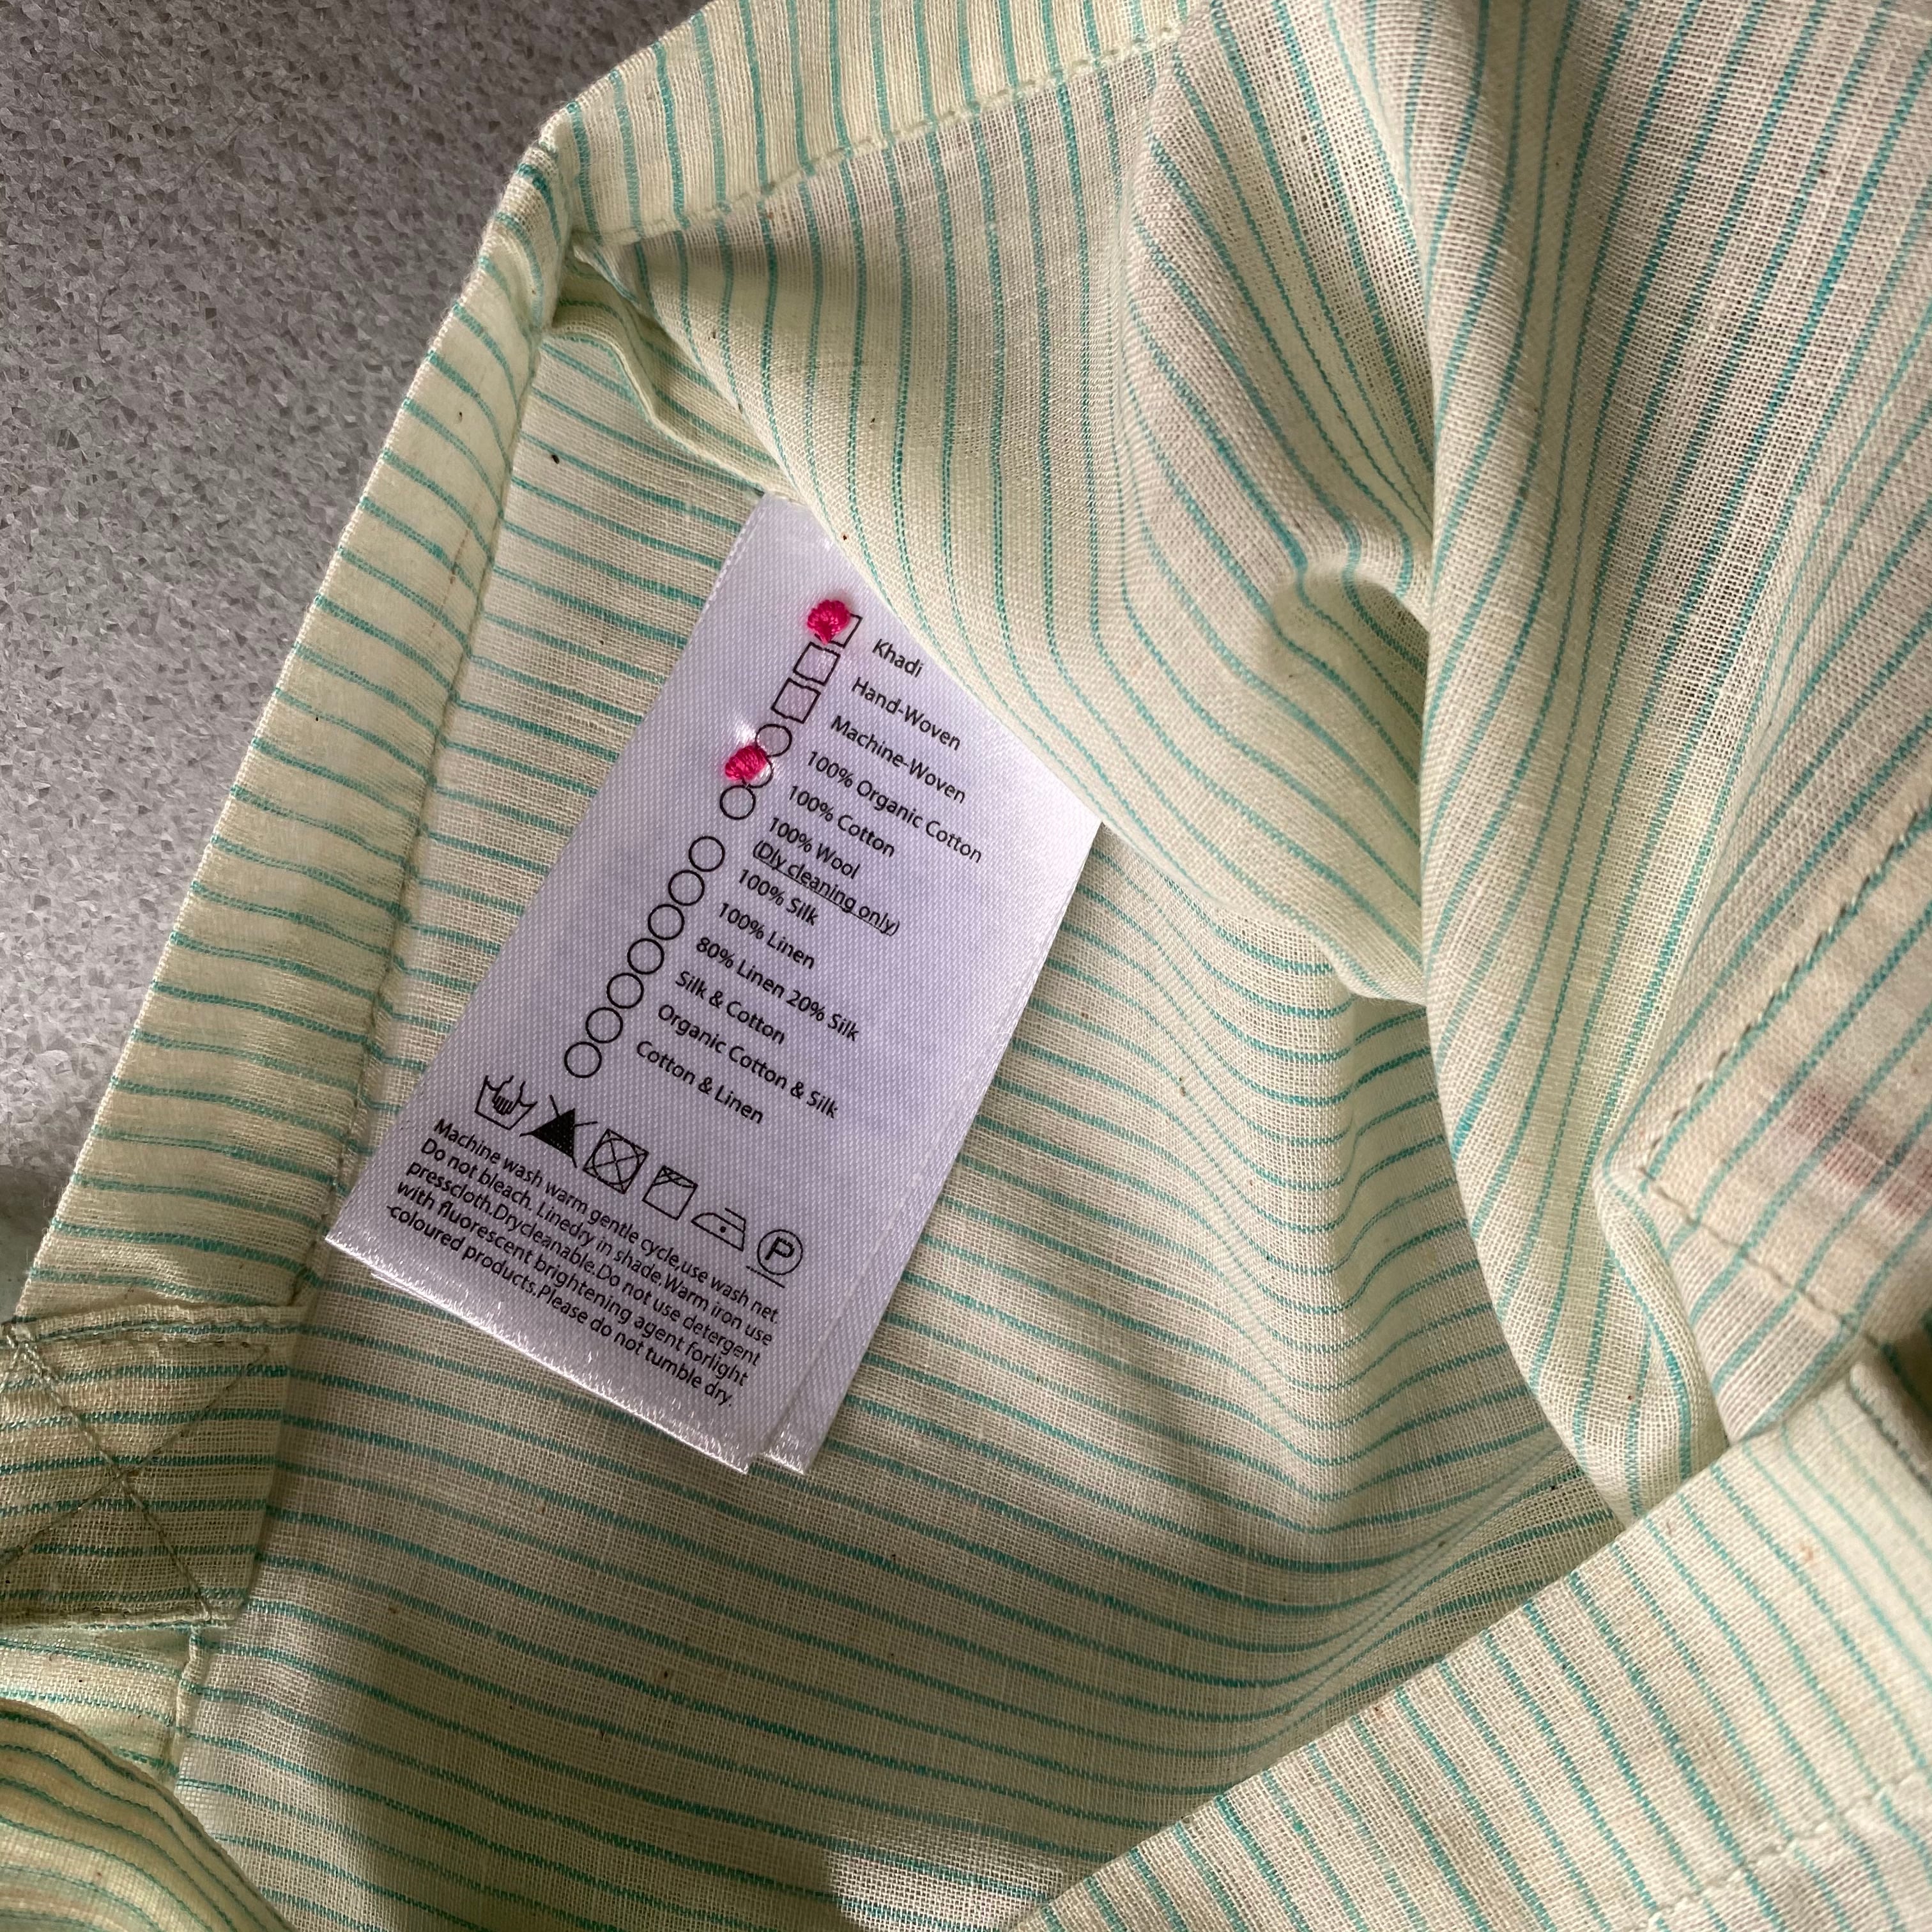 Khadi
Hand-Woven
Machine-Woven
100% Organic Cotton
100% Cotton
100% Wool
(Dly cleaning only)
100% Silk
100% Linen
80% Linen 20% Silk
Silk & Cotton
Organic Cotton & Silk
Cotton & Linen
P
Machine wash warm gentle cycle,use wash net.
Do not bleach. Linedry in shade.Warm iron use
presscloth.Drycleanable.Do not use detergent
with fluorescent brightening agent forlight
-coloured products.Please do not tumble dry.